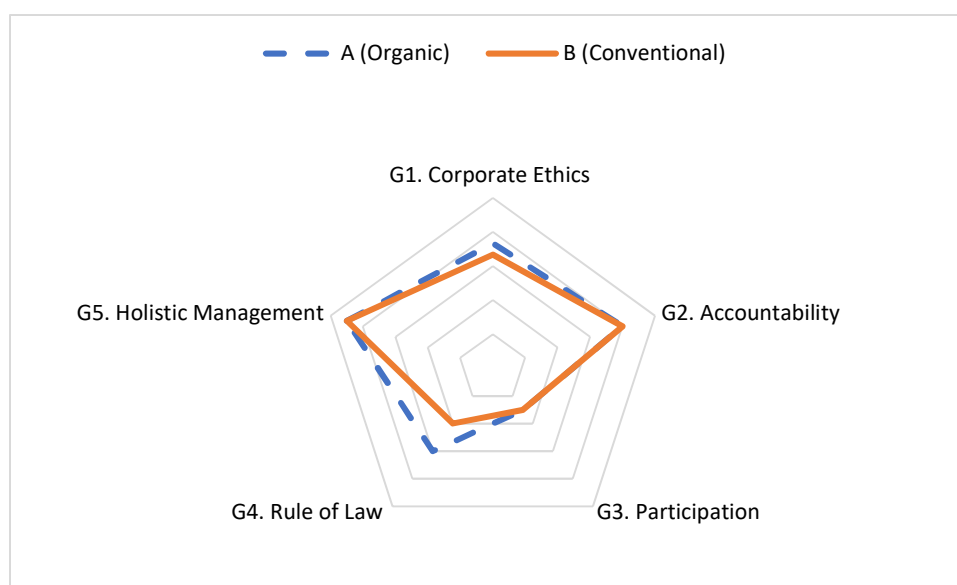 A (Organic) B (Conventional)
G1. Corporate Ethics
G5. Holistic Management G2. Accountability
G4. Rule of Law G3. Participation